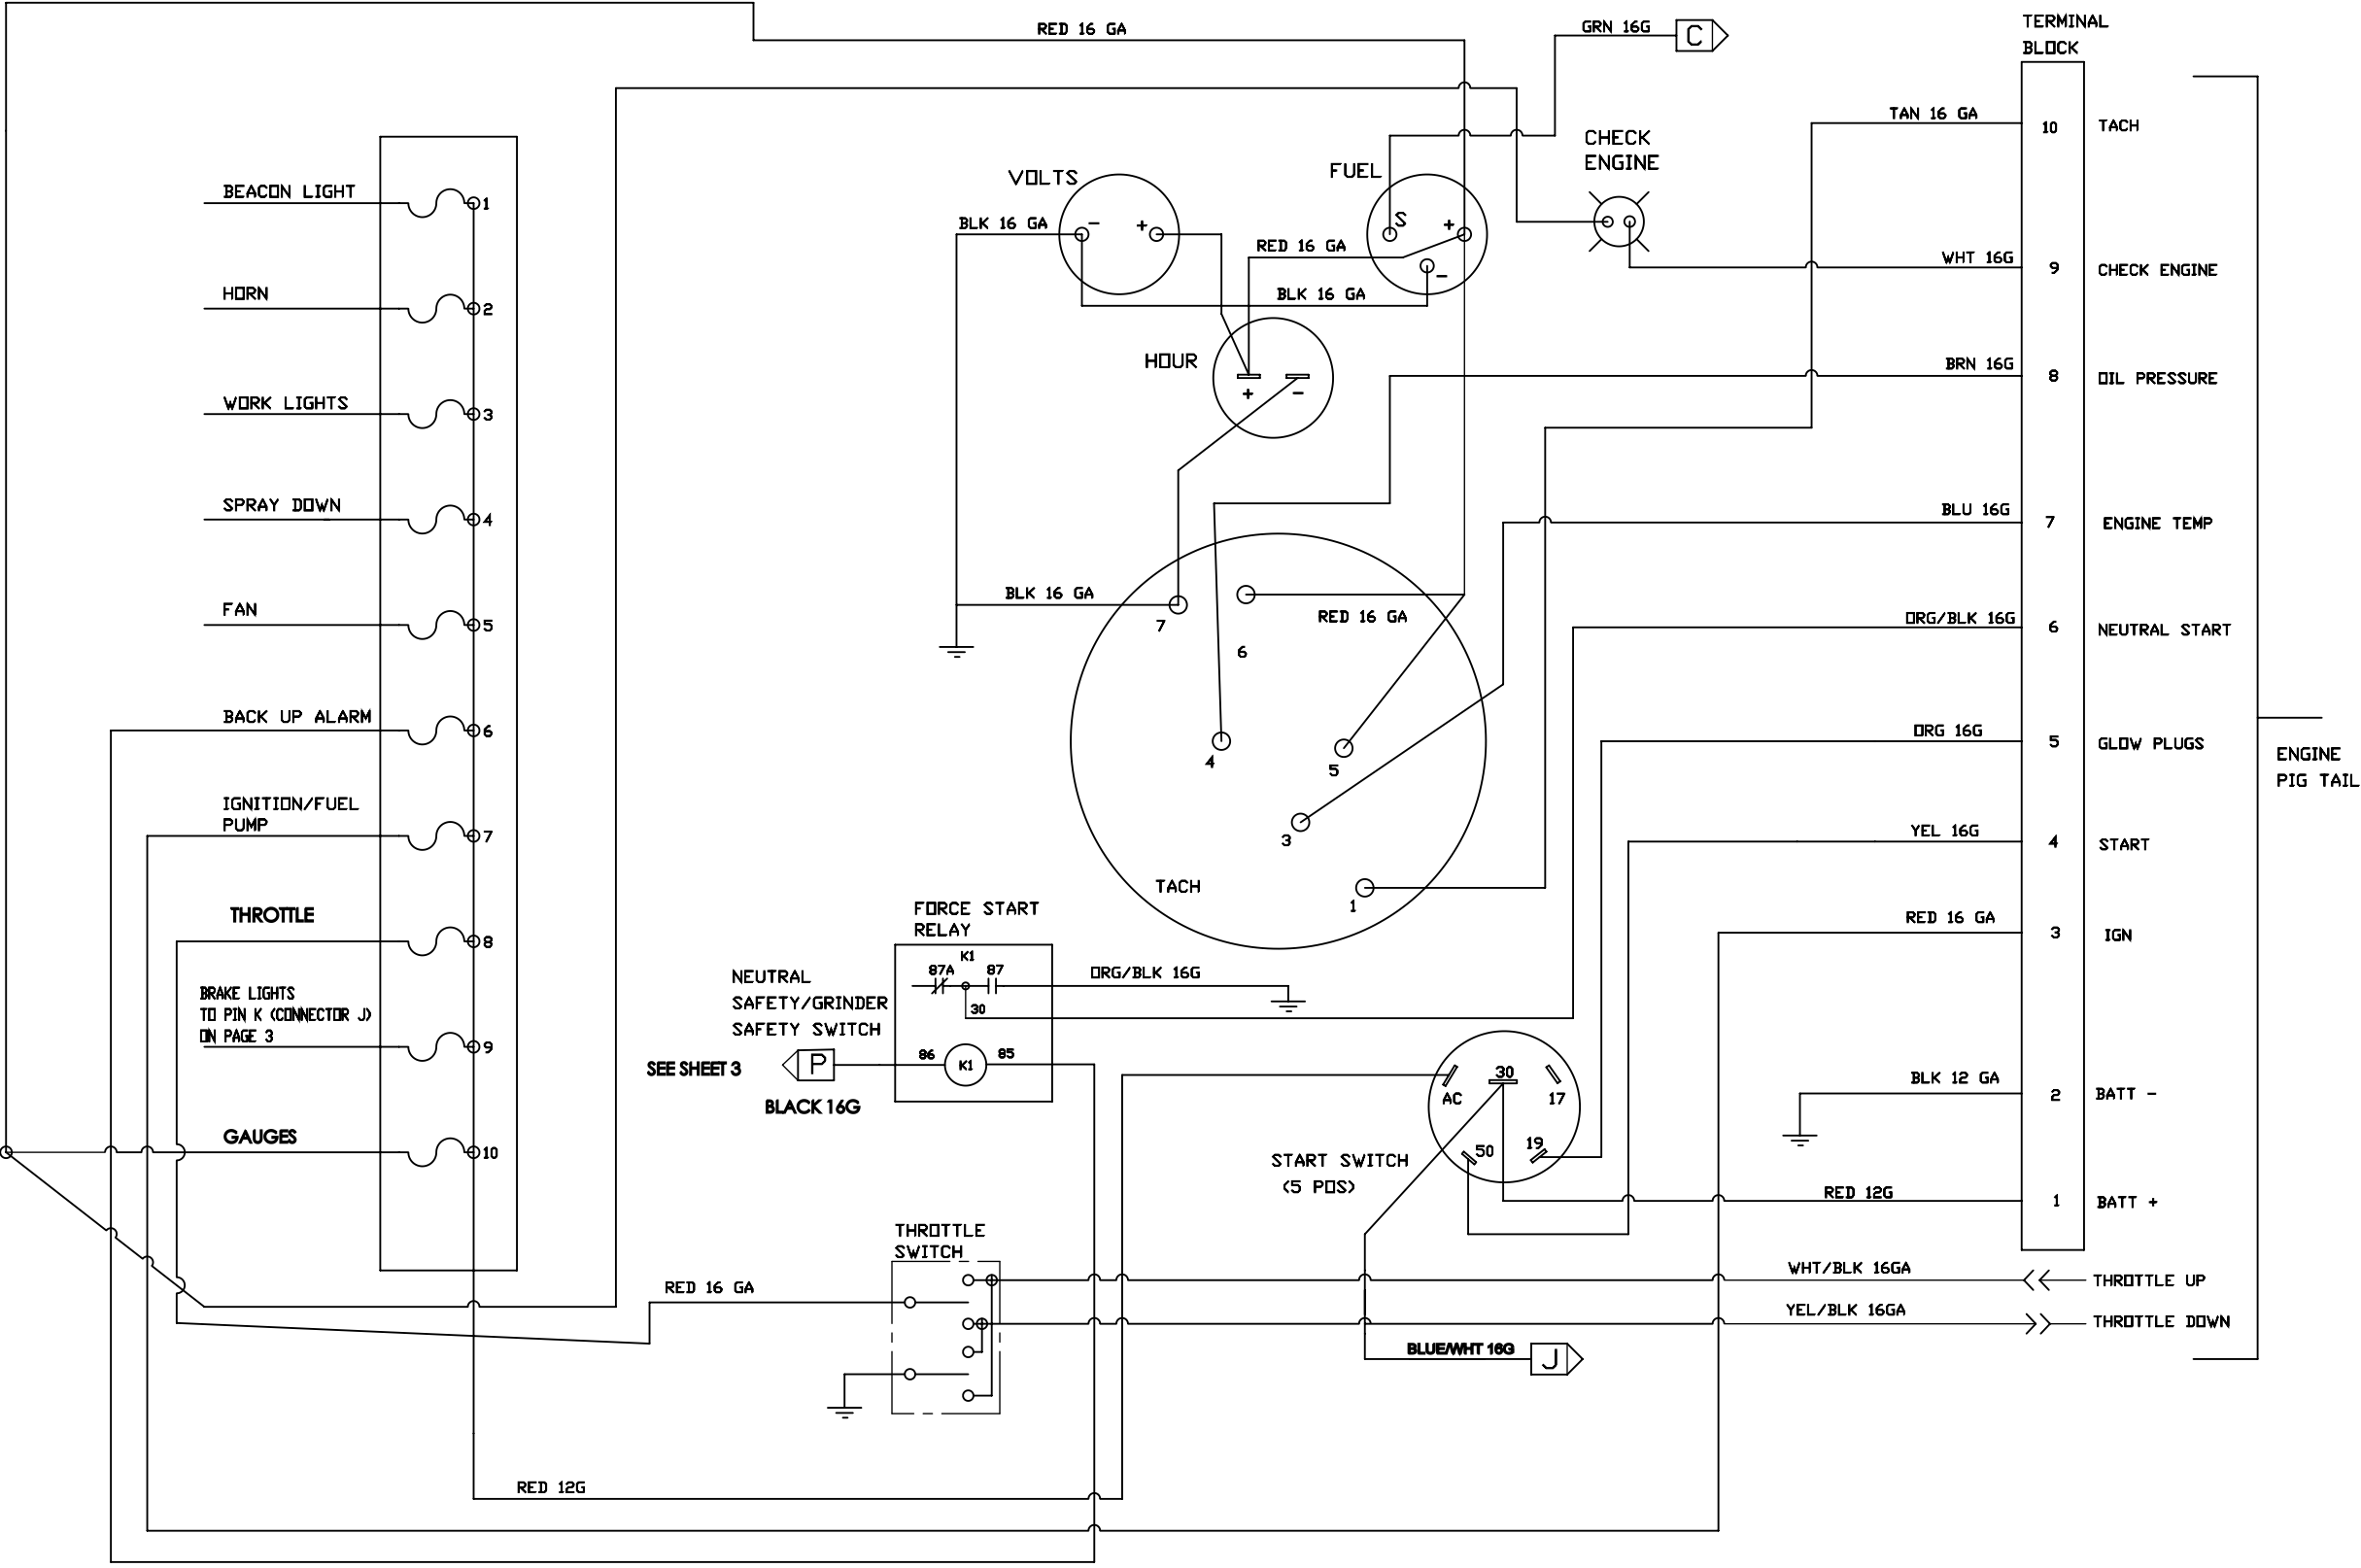 RED 16 GA
GRN 16G
C
TERMINAL
BLOCK
TAN 16 GA
10
TACH
CHECK
ENGINE
FUEL
VOLTS
BEACON LIGHT
1
BLK 16 GA
-
+
S
+
-
RED 16 GA
WHT 16G
9
CHECK ENGINE
HORN
2
BLK 16 GA
HOUR
+
-
BRN 16G
8
OIL PRESSURE
WORK LIGHTS
3
SPRAY DOWN
4
BLU 16G
7
ENGINE TEMP
FAN
5
BLK 16 GA
7
RED 16 GA
6
ORG/BLK 16G
6
NEUTRAL START
BACK UP ALARM
6
ORG 16G
5
GLOW PLUGS
ENGINE
PIG TAIL
4
5
IGNITION/FUEL
PUMP
7
3
YEL 16G
4
START
TACH
1
THROTTLE
8
FORCE START
RELAY
RED 16 GA
3
IGN
K1
87A
87
30
ORG/BLK 16G
NEUTRAL
SAFETY/GRINDER
SAFETY SWITCH
BRAKE LIGHTS
TO PIN K (CONNECTOR J)
ON PAGE 3
9
SEE SHEET 3
P
86
K1
85
BLACK 16G
30
AC
17
50
19
BLK 12 GA
2
BATT -
GAUGES
10
START SWITCH
(5 POS)
RED 12G
1
BATT +
THROTTLE
SWITCH
RED 16 GA
WHT/BLK 16GA
THROTTLE UP
YEL/BLK 16GA
THROTTLE DOWN
BLUE/WHT 16G
J
RED 12G